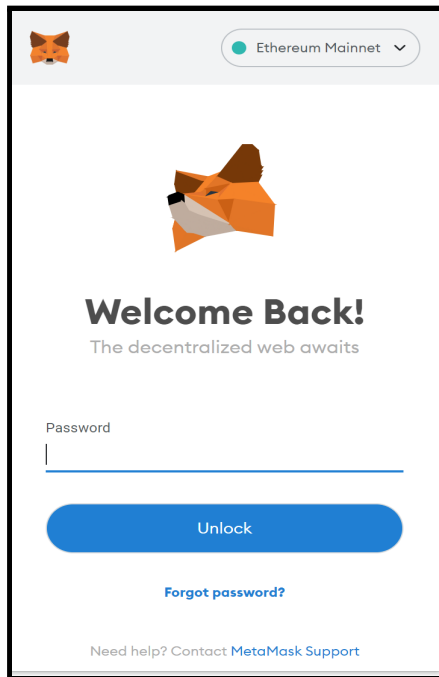 Ethereum Mainnet
Welcome Back!
The decentralized web awaits
Password
Unlock
Forgot password?
Need help? Contact MetaMask Support